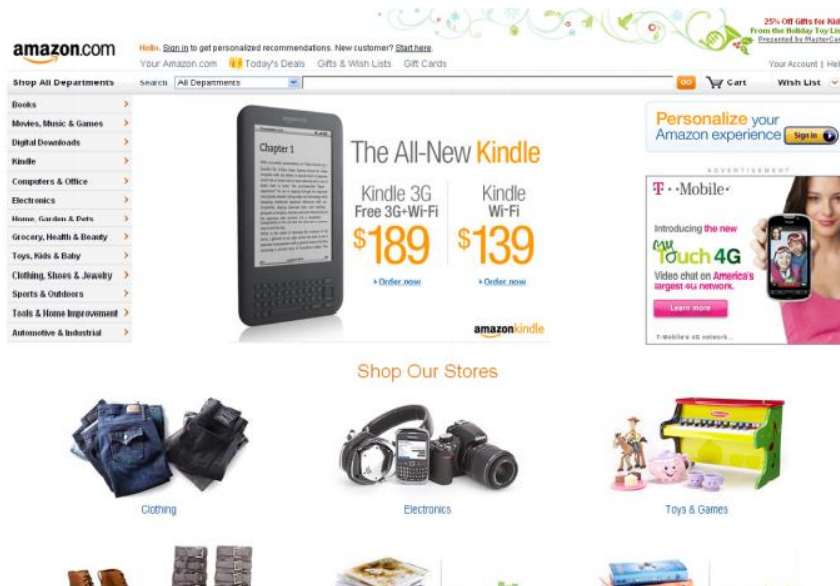 25% Off Gifts for Kid
From the Holiday Toy Lis
Presented by MasterCar
amazon.com
Hello. Sign in to get personalized recommendations. New customer? Start here.
Your Amazon.com Today's Deals Gifts & Wish Lists Gift Cards
Your Account | Hel
Shop All Departments
Search All Departments GO Cart Wish List
Books
Movies, Music & Games
Digital Downloads
Kindle
Computers & Office
Electronics
Home, Garden & Pets
Grocery, Health & Beauty
Toys, Kids & Baby
Clothing, Shoes & Jewelry
Sports & Outdoors
Tools & Home Improvement
Automotive & Industrial
Chapter 1
The All-New Kindle
Kindle 3G
Free 3G+Wi-Fi
$189
Order now
Kindle
Wi-Fi
$139
Order now
amazonkindle
Personalize your
Amazon experience Sign in
ADVERTISEMENT
T-Mobile
Introducing the new
myTouch 4G
Video chat on America's
largest 4G network.
Learn more
T-Mobile's 4G network...
Shop Our Stores
Clothing
Electronics
Toys & Games